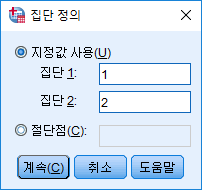 집단 정의
지정값 사용(U)
집단 1: 1
집단 2: 2
절단점(C):
계속(C) 취소 도움말